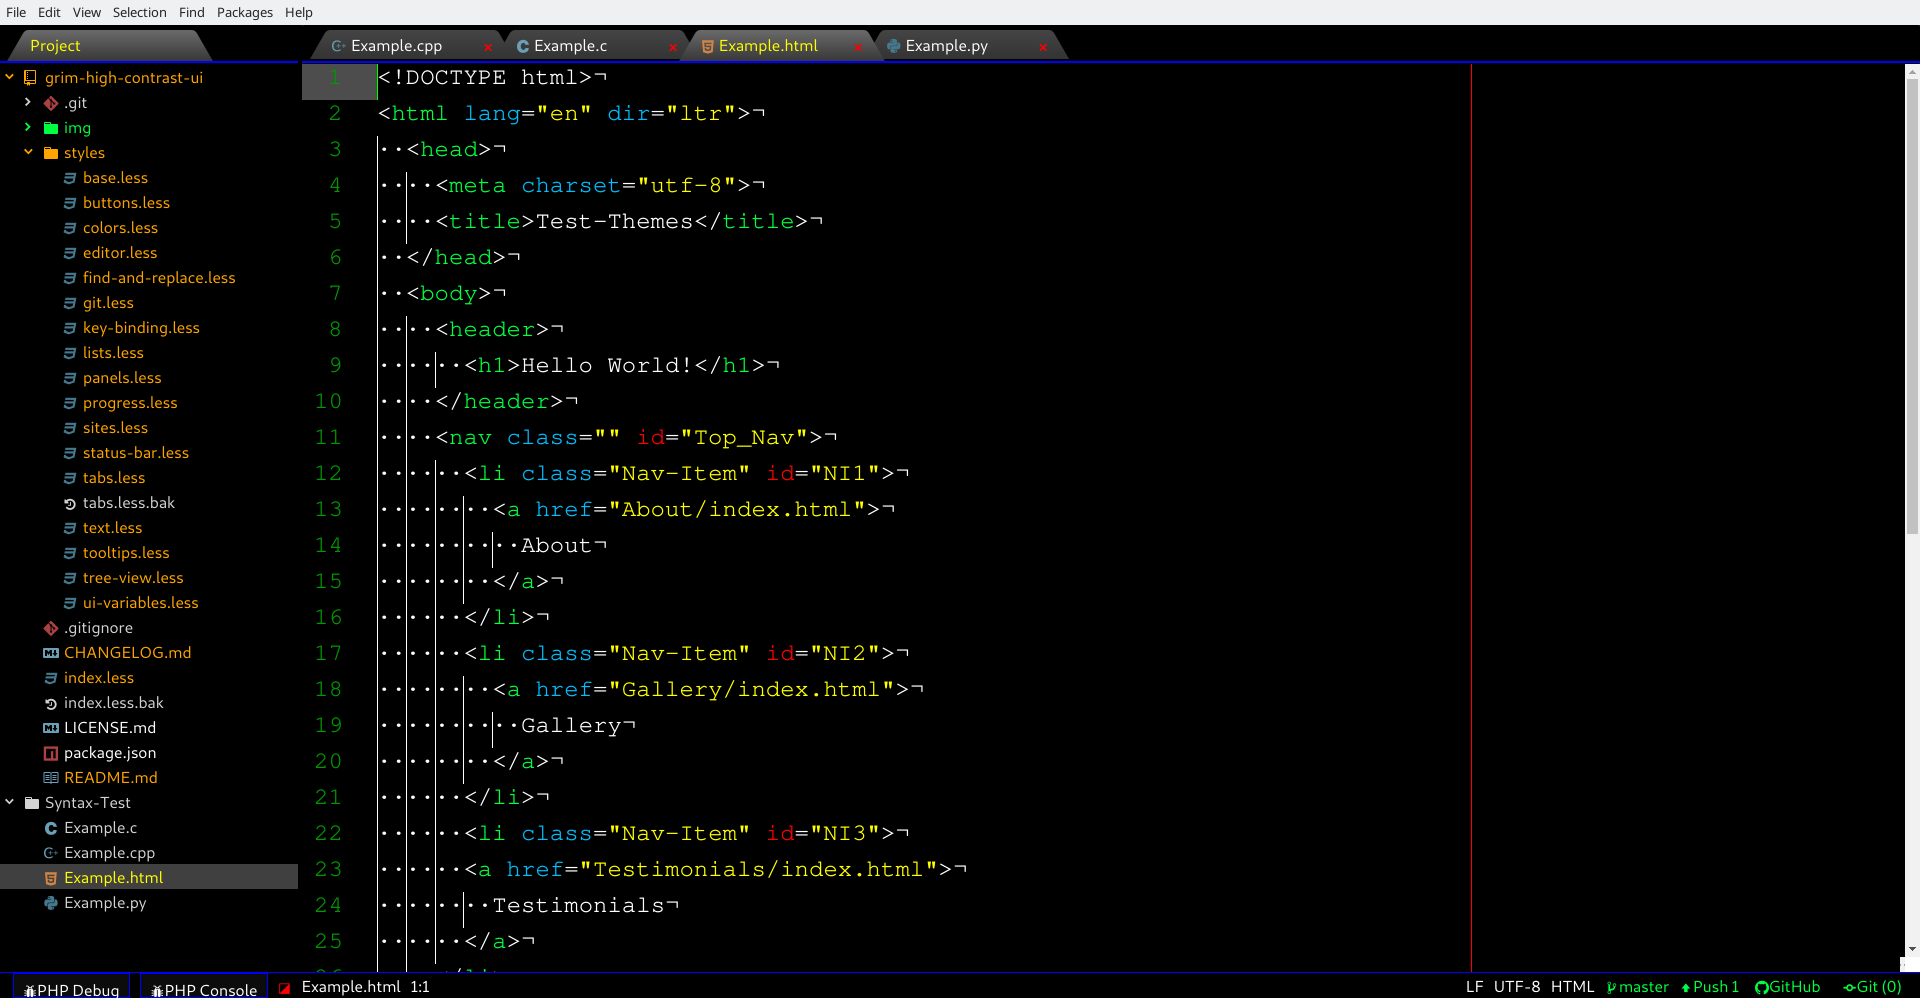 File Edit View Selection Find Packages Help
Project
Example.cpp × Example.c × Example.html × Example.py ×
grim-high-contrast-ui
.git
img
styles
base.less
buttons.less
colors.less
editor.less
find-and-replace.less
git.less
key-binding.less
lists.less
panels.less
progress.less
sites.less
status-bar.less
tabs.less
tabs.less.bak
text.less
tooltips.less
tree-view.less
ui-variables.less
.gitignore
CHANGELOG.md
index.less
index.less.bak
LICENSE.md
package.json
README.md
Syntax-Test
Example.c
Example.cpp
Example.html
Example.py
1 <!DOCTYPE html>¬
2 <html lang="en" dir="ltr">¬
3 ··<head>¬
4 ····<meta charset="utf-8">¬
5 ····<title>Test-Themes</title>¬
6 ··</head>¬
7 ··<body>¬
8 ····<header>¬
9 ······<h1>Hello World!</h1>¬
10 ····</header>¬
11 ····<nav class="" id="Top_Nav">¬
12 ······<li class="Nav-Item" id="NI1">¬
13 ········<a href="About/index.html">¬
14 ··········About¬
15 ········</a>¬
16 ······</li>¬
17 ······<li class="Nav-Item" id="NI2">¬
18 ········<a href="Gallery/index.html">¬
19 ··········Gallery¬
20 ········</a>¬
21 ······</li>¬
22 ······<li class="Nav-Item" id="NI3">¬
23 ······<a href="Testimonials/index.html">¬
24 ········Testimonials¬
25 ······</a>¬
PHP Debug PHP Console Example.html 1:1 LF UTF-8 HTML master Push 1 GitHub Git (0)